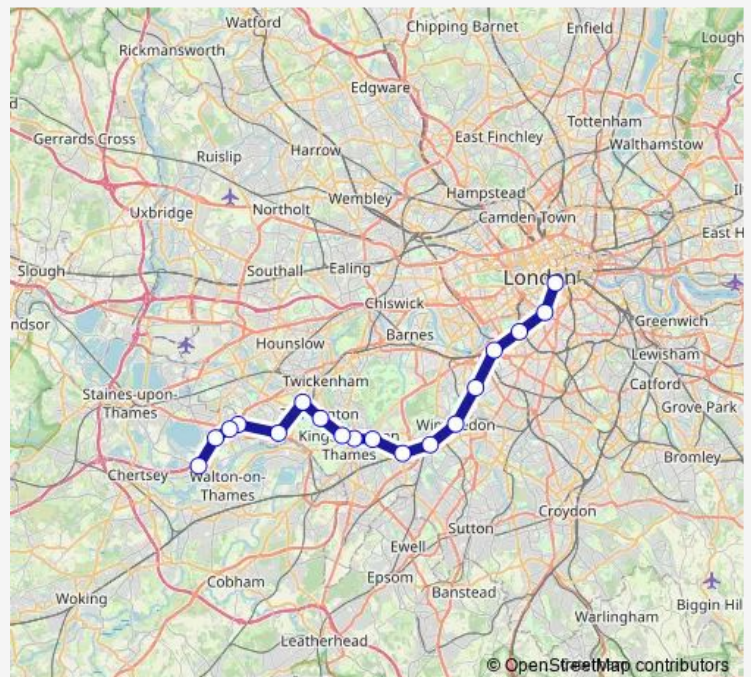 Watford
Chipping Barnet
Enfield
Rickmansworth
Lough
Edgware
Tottenham
Gerrards Cross
East Finchley
Walthamstow
Ruislip
Harrow
Wembley
Hampstead
Uxbridge
Northolt
Camden Town
East H
Slough
Southall
Ealing
London
Chiswick
ndsor
Greenwich
Hounslow
Barnes
Lewisham
Twickenham
Catford
Staines-upon-
Thames
Grove Park
Thames
Bromley
Chertsey
Walton-on-
Thames
Croydon
Sutton
Ewell
Cobham
Epsom
Banstead
Woking
Biggin Hil
Warlingham
Leatherhead
© OpenStreetMap contributors